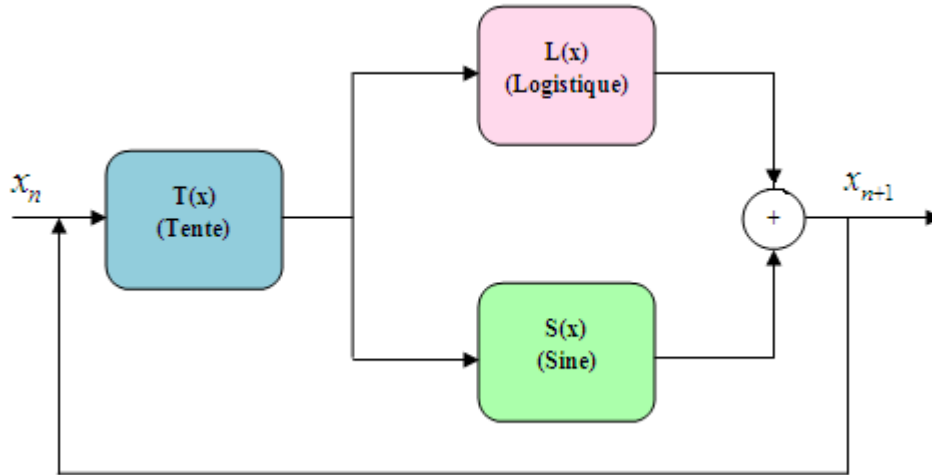 L(x)
(Logistique)
x_n
T(x)
(Tente)
x_{n+1}
+
S(x)
(Sine)